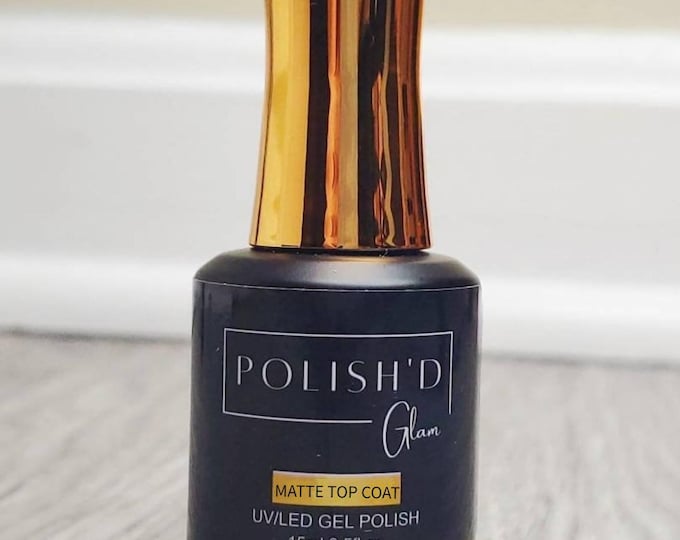 POLISH'D
Glam
MATTE TOP COAT
UV/LED GEL POLISH